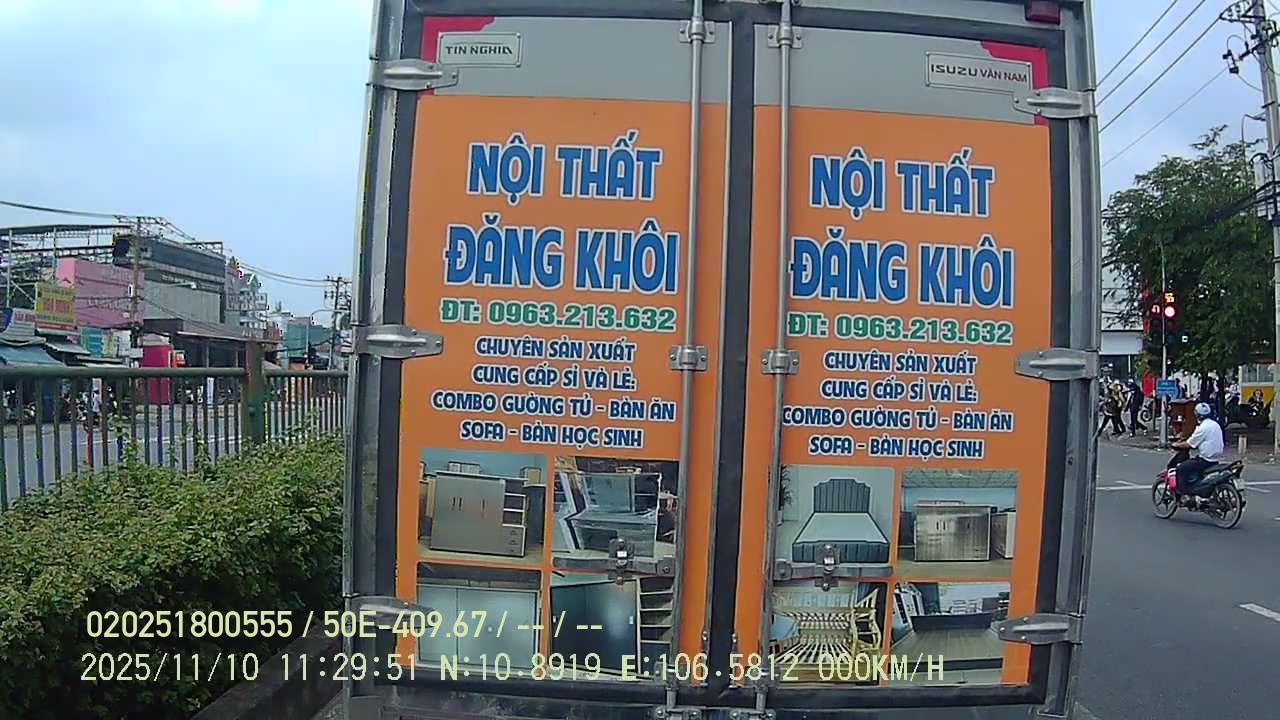 TÍN NGHĨA
NỘI THẤT
ĐĂNG KHÔI
ĐT: 0963.213.632
CHUYÊN SẢN XUẤT
CUNG CẤP SỈ VÀ LẺ:
COMBO GƯỜNG TỦ - BÀN ĂN
SOFA - BÀN HỌC SINH
ISUZU VÂN NAM
NỘI THẤT
ĐĂNG KHÔI
ĐT: 0963.213.632
CHUYÊN SẢN XUẤT
CUNG CẤP SỈ VÀ LẺ:
COMBO GƯỜNG TỦ - BÀN ĂN
SOFA - BÀN HỌC SINH
020251800555 / 50E-409.67 / -- / --
2025/11/10 11:29:51 N:10.8919 E:106.5812 000KM/H